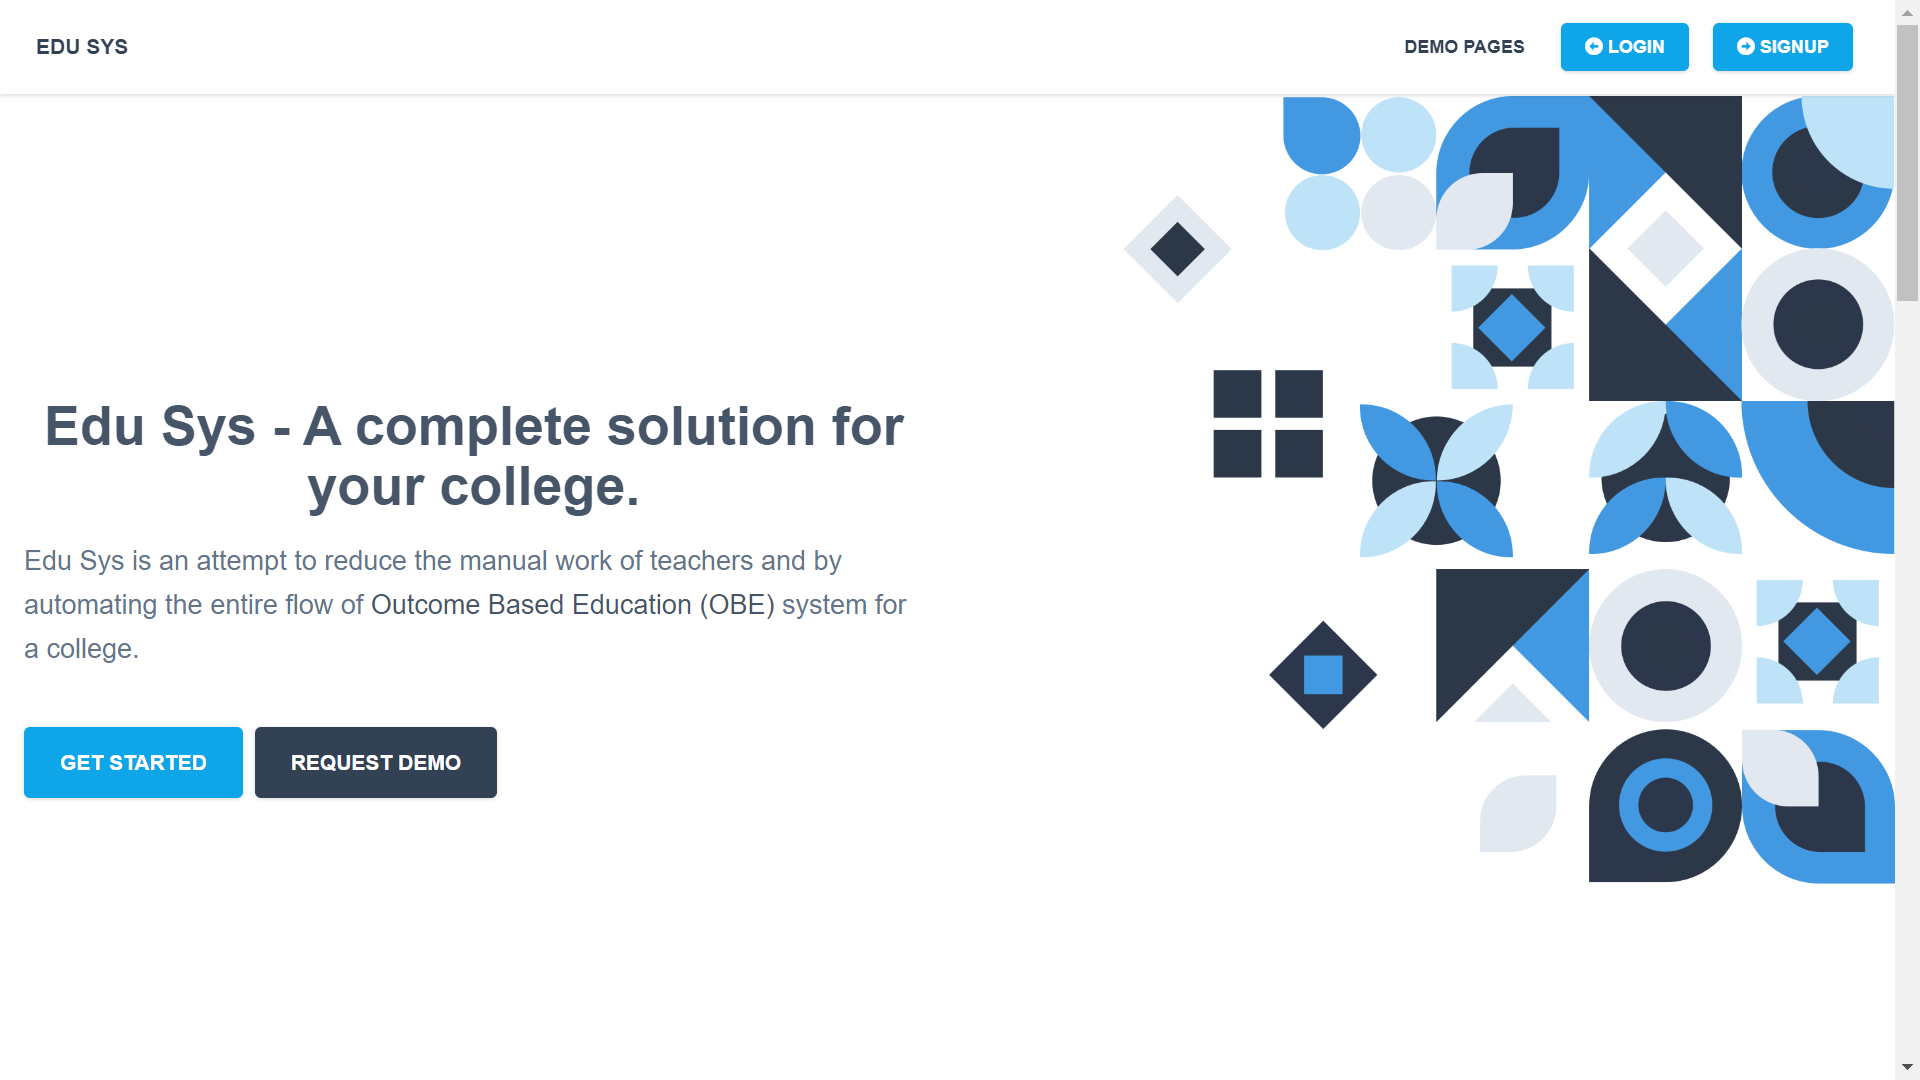 EDU SYS
DEMO PAGES
LOGIN
SIGNUP
Edu Sys - A complete solution for
your college.
Edu Sys is an attempt to reduce the manual work of teachers and by
automating the entire flow of Outcome Based Education (OBE) system for
a college.
GET STARTED
REQUEST DEMO